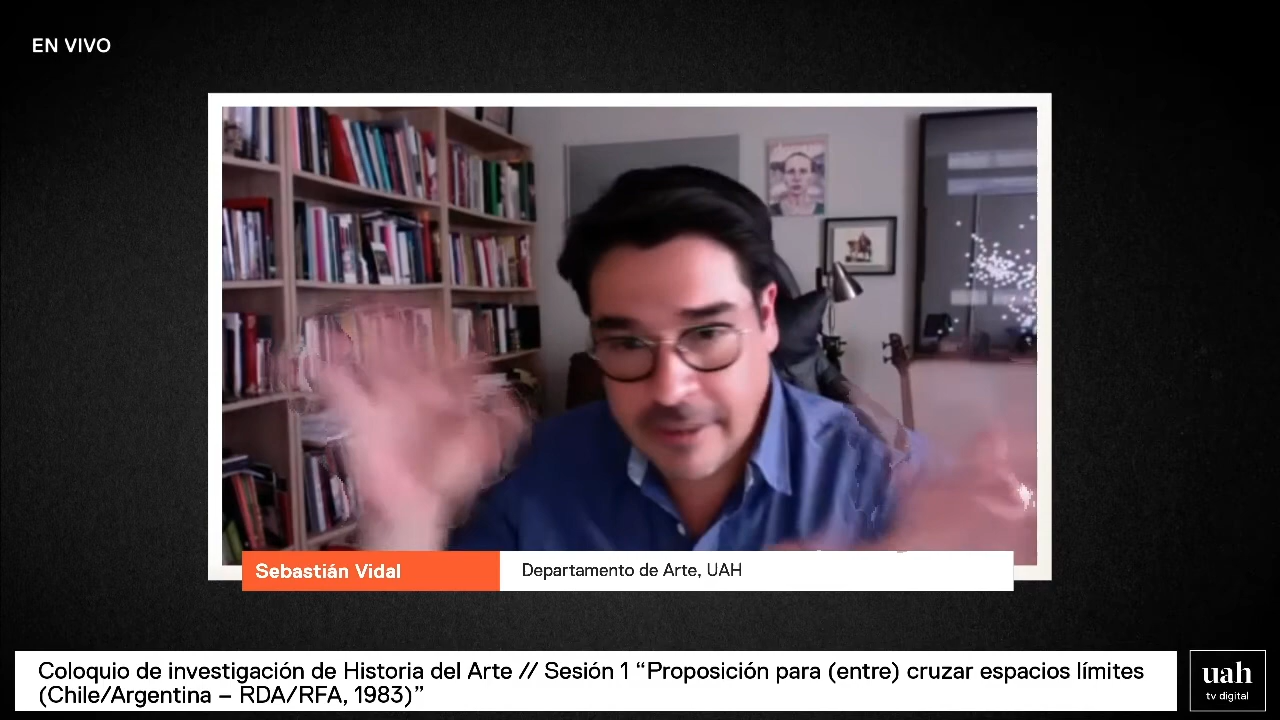 EN VIVO
Sebastián Vidal
Departamento de Arte, UAH
Coloquio de investigación de Historia del Arte // Sesión 1 “Proposición para (entre) cruzar espacios límites
(Chile/Argentina – RDA/RFA, 1983)”
uah
tv digital